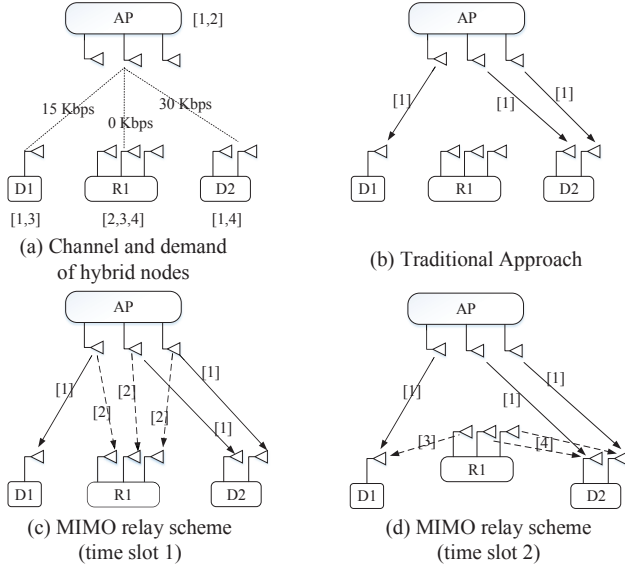 AP
[1,2]
15 Kbps
0 Kbps
30 Kbps
D1
R1
D2
[1,3]
[2,3,4]
[1,4]
(a) Channel and demand
of hybrid nodes
AP
[1]
[1]
[1]
D1
R1
D2
(b) Traditional Approach
AP
[1]
[2]
[2]
[2]
[1]
[1]
D1
R1
D2
(c) MIMO relay scheme
(time slot 1)
AP
[1]
[1]
[1]
[3]
[4]
R1
D1
D2
(d) MIMO relay scheme
(time slot 2)